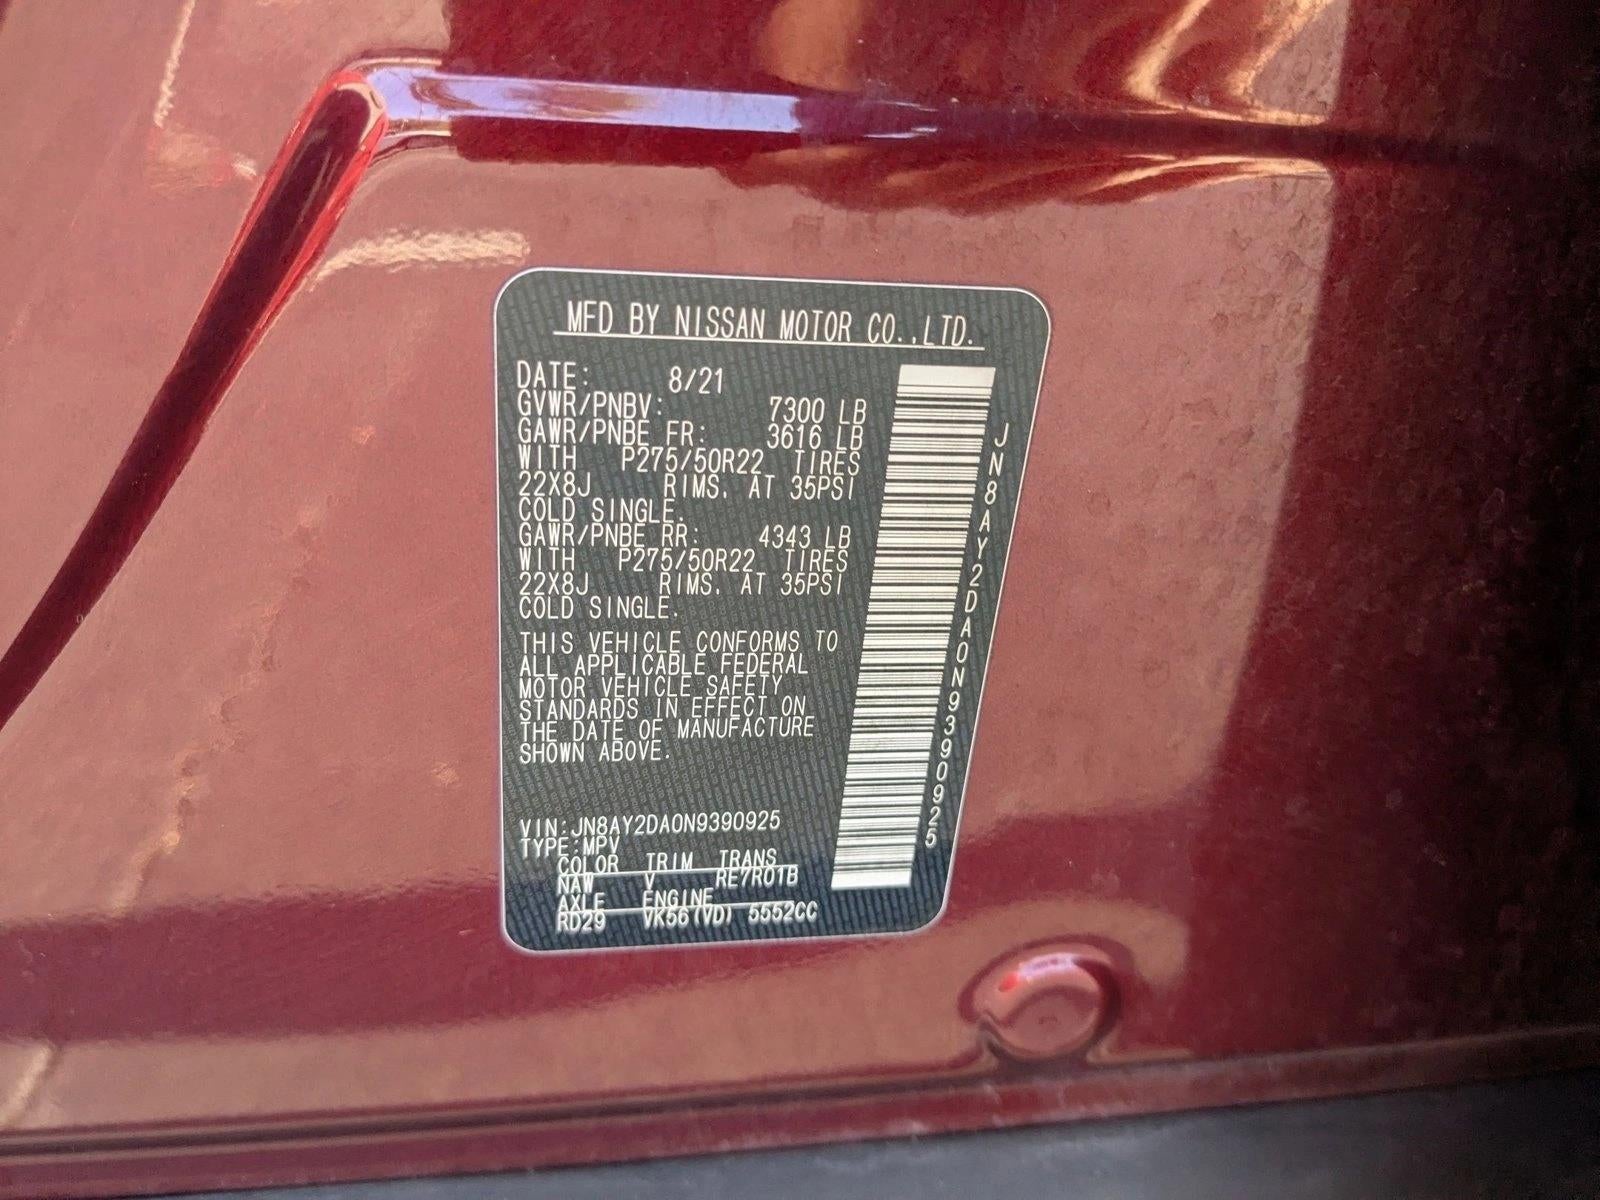 MFD BY NISSAN MOTOR CO.,LTD.
DATE: 8/21
GVWR/PNBV: 7300 LB
GAWR/PNBE FR: 3616 LB
WITH P275/50R22 TIRES
22X8J RIMS, AT 35PSI
COLD SINGLE.
GAWR/PNBE RR: 4343 LB
WITH P275/50R22 TIRES
22X8J RIMS, AT 35PSI
COLD SINGLE.
THIS VEHICLE CONFORMS TO
ALL APPLICABLE FEDERAL
MOTOR VEHICLE SAFETY
STANDARDS IN EFFECT ON
THE DATE OF MANUFACTURE
SHOWN ABOVE.
VIN:JN8AY2DA0N9390925
TYPE:MPV
COLOR TRIM TRANS
NAW V RE7R01B
AXLE ENGINE
RD29 VK56(VD) 5552CC
JN8AY2DA0N9390925